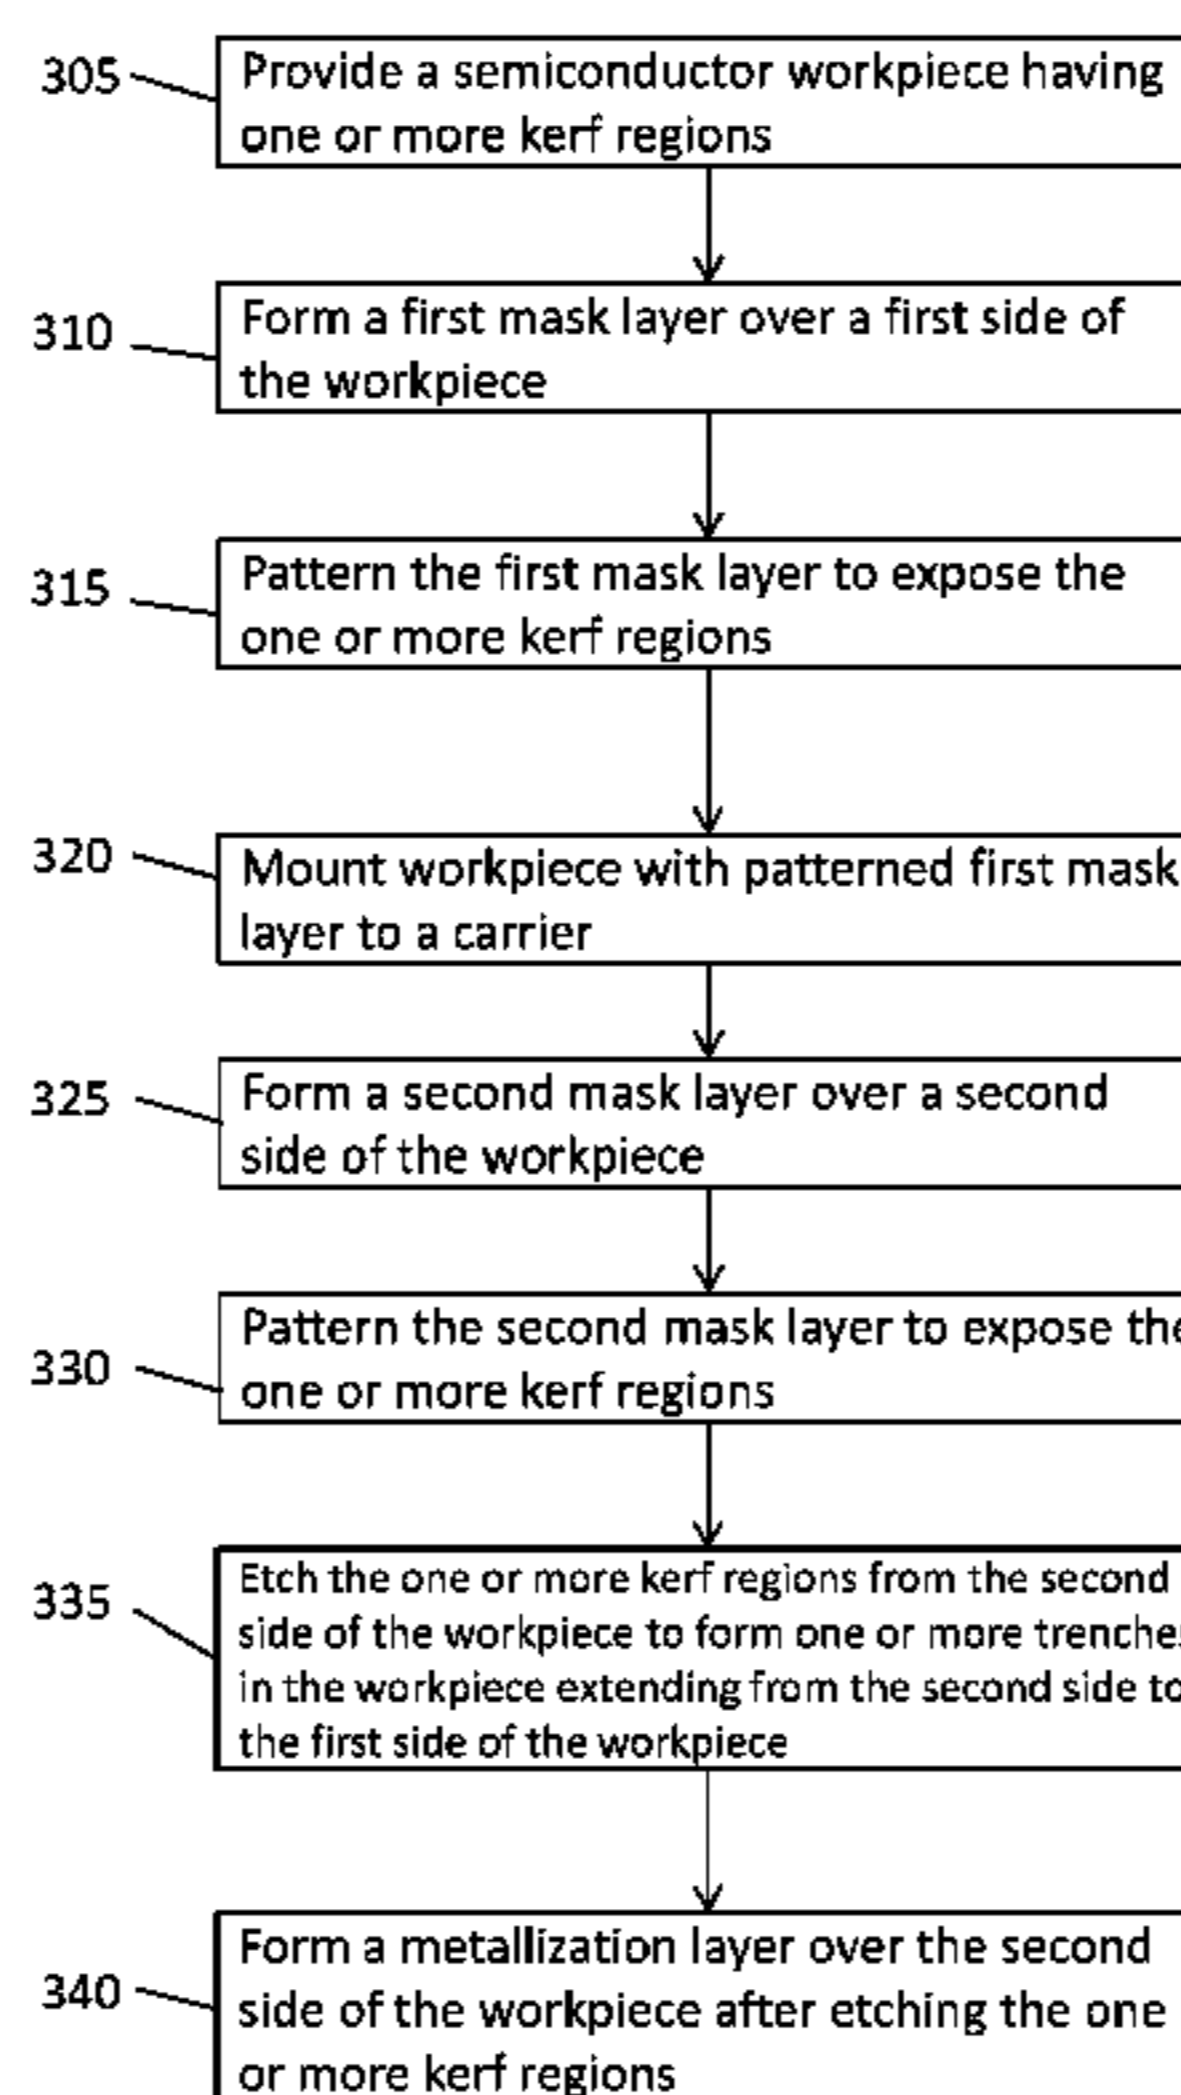 305
Provide a semiconductor workpiece having
one or more kerf regions
310
Form a first mask layer over a first side of
the workpiece
315
Pattern the first mask layer to expose the
one or more kerf regions
320
Mount workpiece with patterned first mask
layer to a carrier
325
Form a second mask layer over a second
side of the workpiece
330
Pattern the second mask layer to expose the
one or more kerf regions
335
Etch the one or more kerf regions from the second
side of the workpiece to form one or more trenches
in the workpiece extending from the second side to
the first side of the workpiece
340
Form a metallization layer over the second
side of the workpiece after etching the one
or more kerf regions